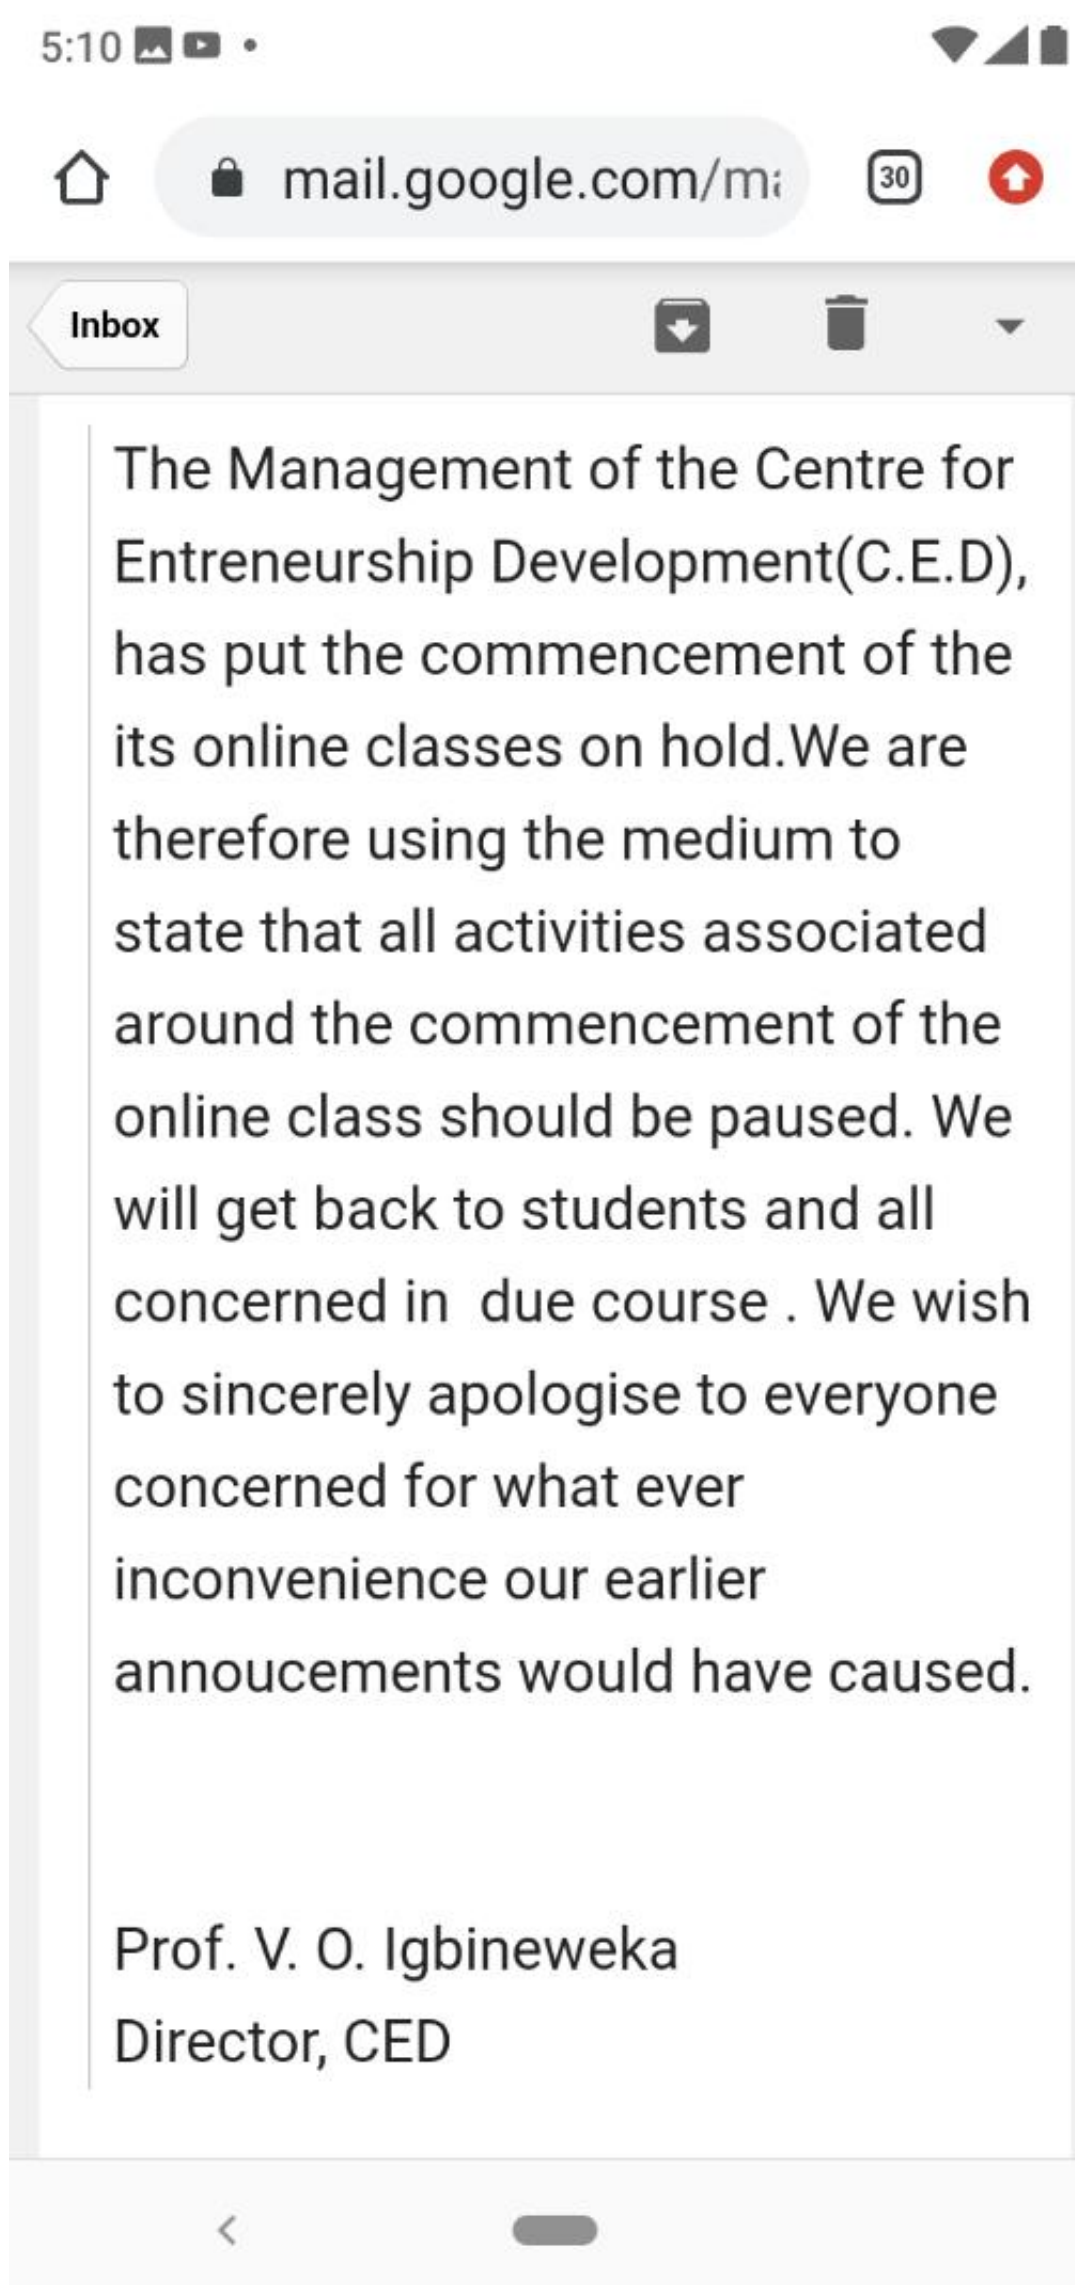 5:10
mail.google.com/ma
30
Inbox
The Management of the Centre for
Entreneurship Development(C.E.D),
has put the commencement of the
its online classes on hold.We are
therefore using the medium to
state that all activities associated
around the commencement of the
online class should be paused. We
will get back to students and all
concerned in  due course . We wish
to sincerely apologise to everyone
concerned for what ever
inconvenience our earlier
annoucements would have caused.
Prof. V. O. Igbineweka
Director, CED